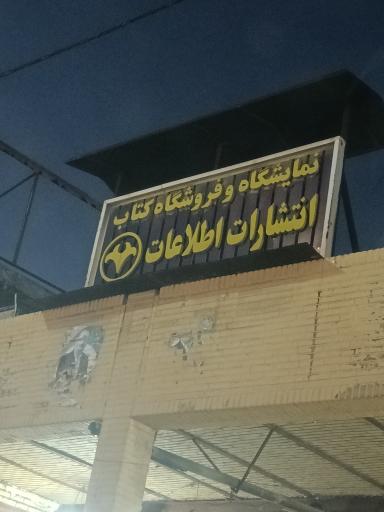 نمایشگاه و فروشگاه کتاب
انتشارات اطلاعات